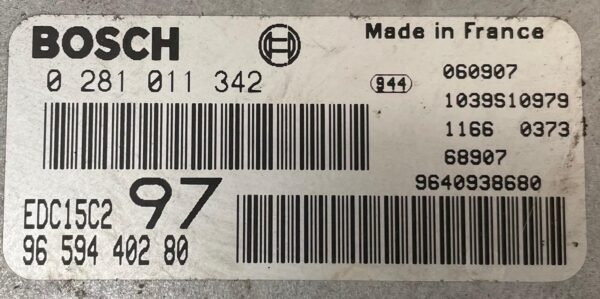 BOSCH
Made in France
0 281 011 342
944
060907
1039S10979
1166 0373
68907
9640938680
EDC15C2
97
96 594 402 80